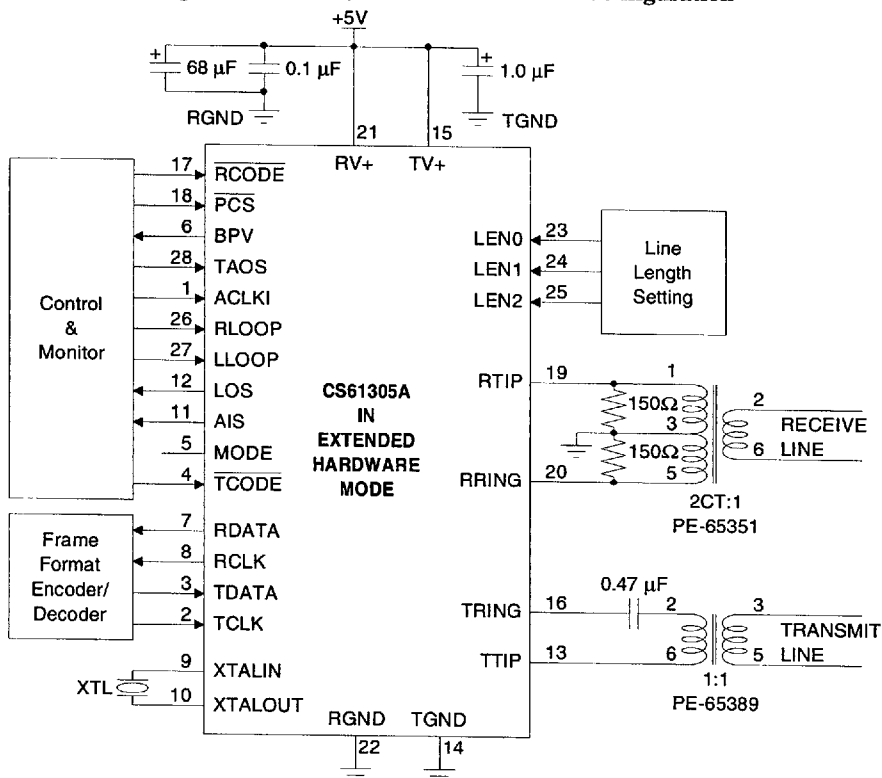 +5V
+
68 µF
0.1 µF
+
1.0 µF
RGND
TGND
21
15
RV+
TV+
Control
&
Monitor
17
RCODE
18
PCS
6
BPV
28
TAOS
1
ACLKI
26
RLOOP
27
LLOOP
12
LOS
11
AIS
5
MODE
4
TCODE
Frame
Format
Encoder/
Decoder
7
RDATA
8
RCLK
3
TDATA
2
TCLK
XTL
9
XTALIN
10
XTALOUT
CS61305A
IN
EXTENDED
HARDWARE
MODE
RGND
TGND
22
14
LEN0
23
LEN1
24
LEN2
25
Line
Length
Setting
RTIP
19
RRING
20
150Ω
150Ω
1
3
5
2
RECEIVE
6
LINE
2CT:1
PE-65351
TRING
16
0.47 µF
2
3
TRANSMIT
TTIP
13
6
5
LINE
1:1
PE-65389